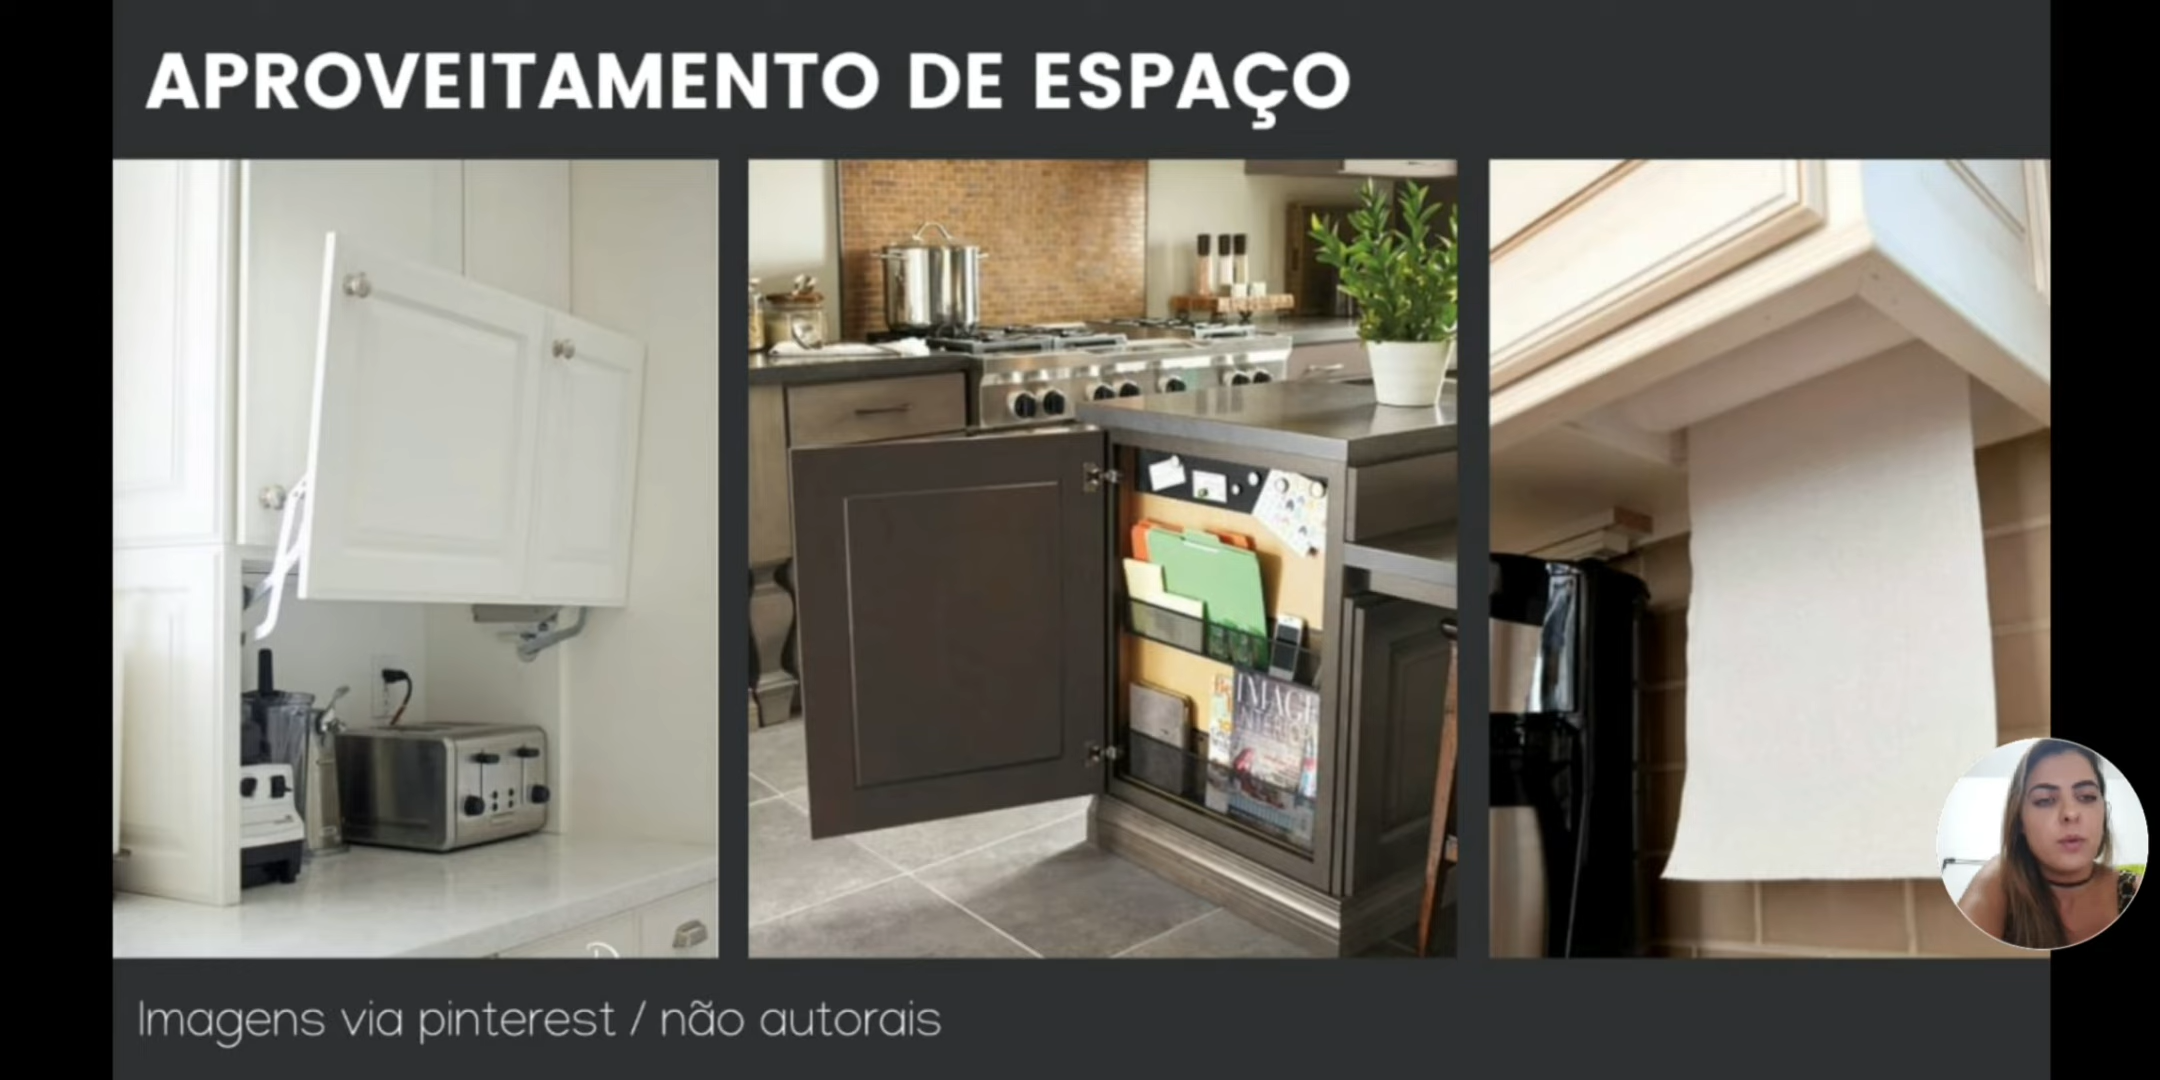 APROVEITAMENTO DE ESPAÇO
Imagens via pinterest / não autorais